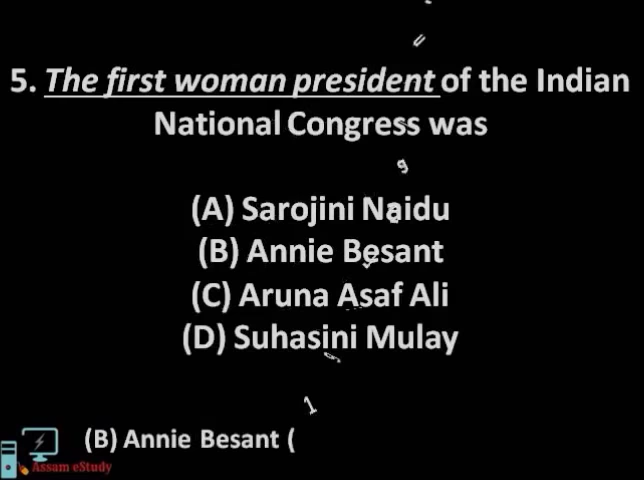 5. The first woman president of the Indian
National Congress was
(A) Sarojini Naidu
(B) Annie Besant
(C) Aruna Asaf Ali
(D) Suhasini Mulay
(B) Annie Besant (
Assam eStudy